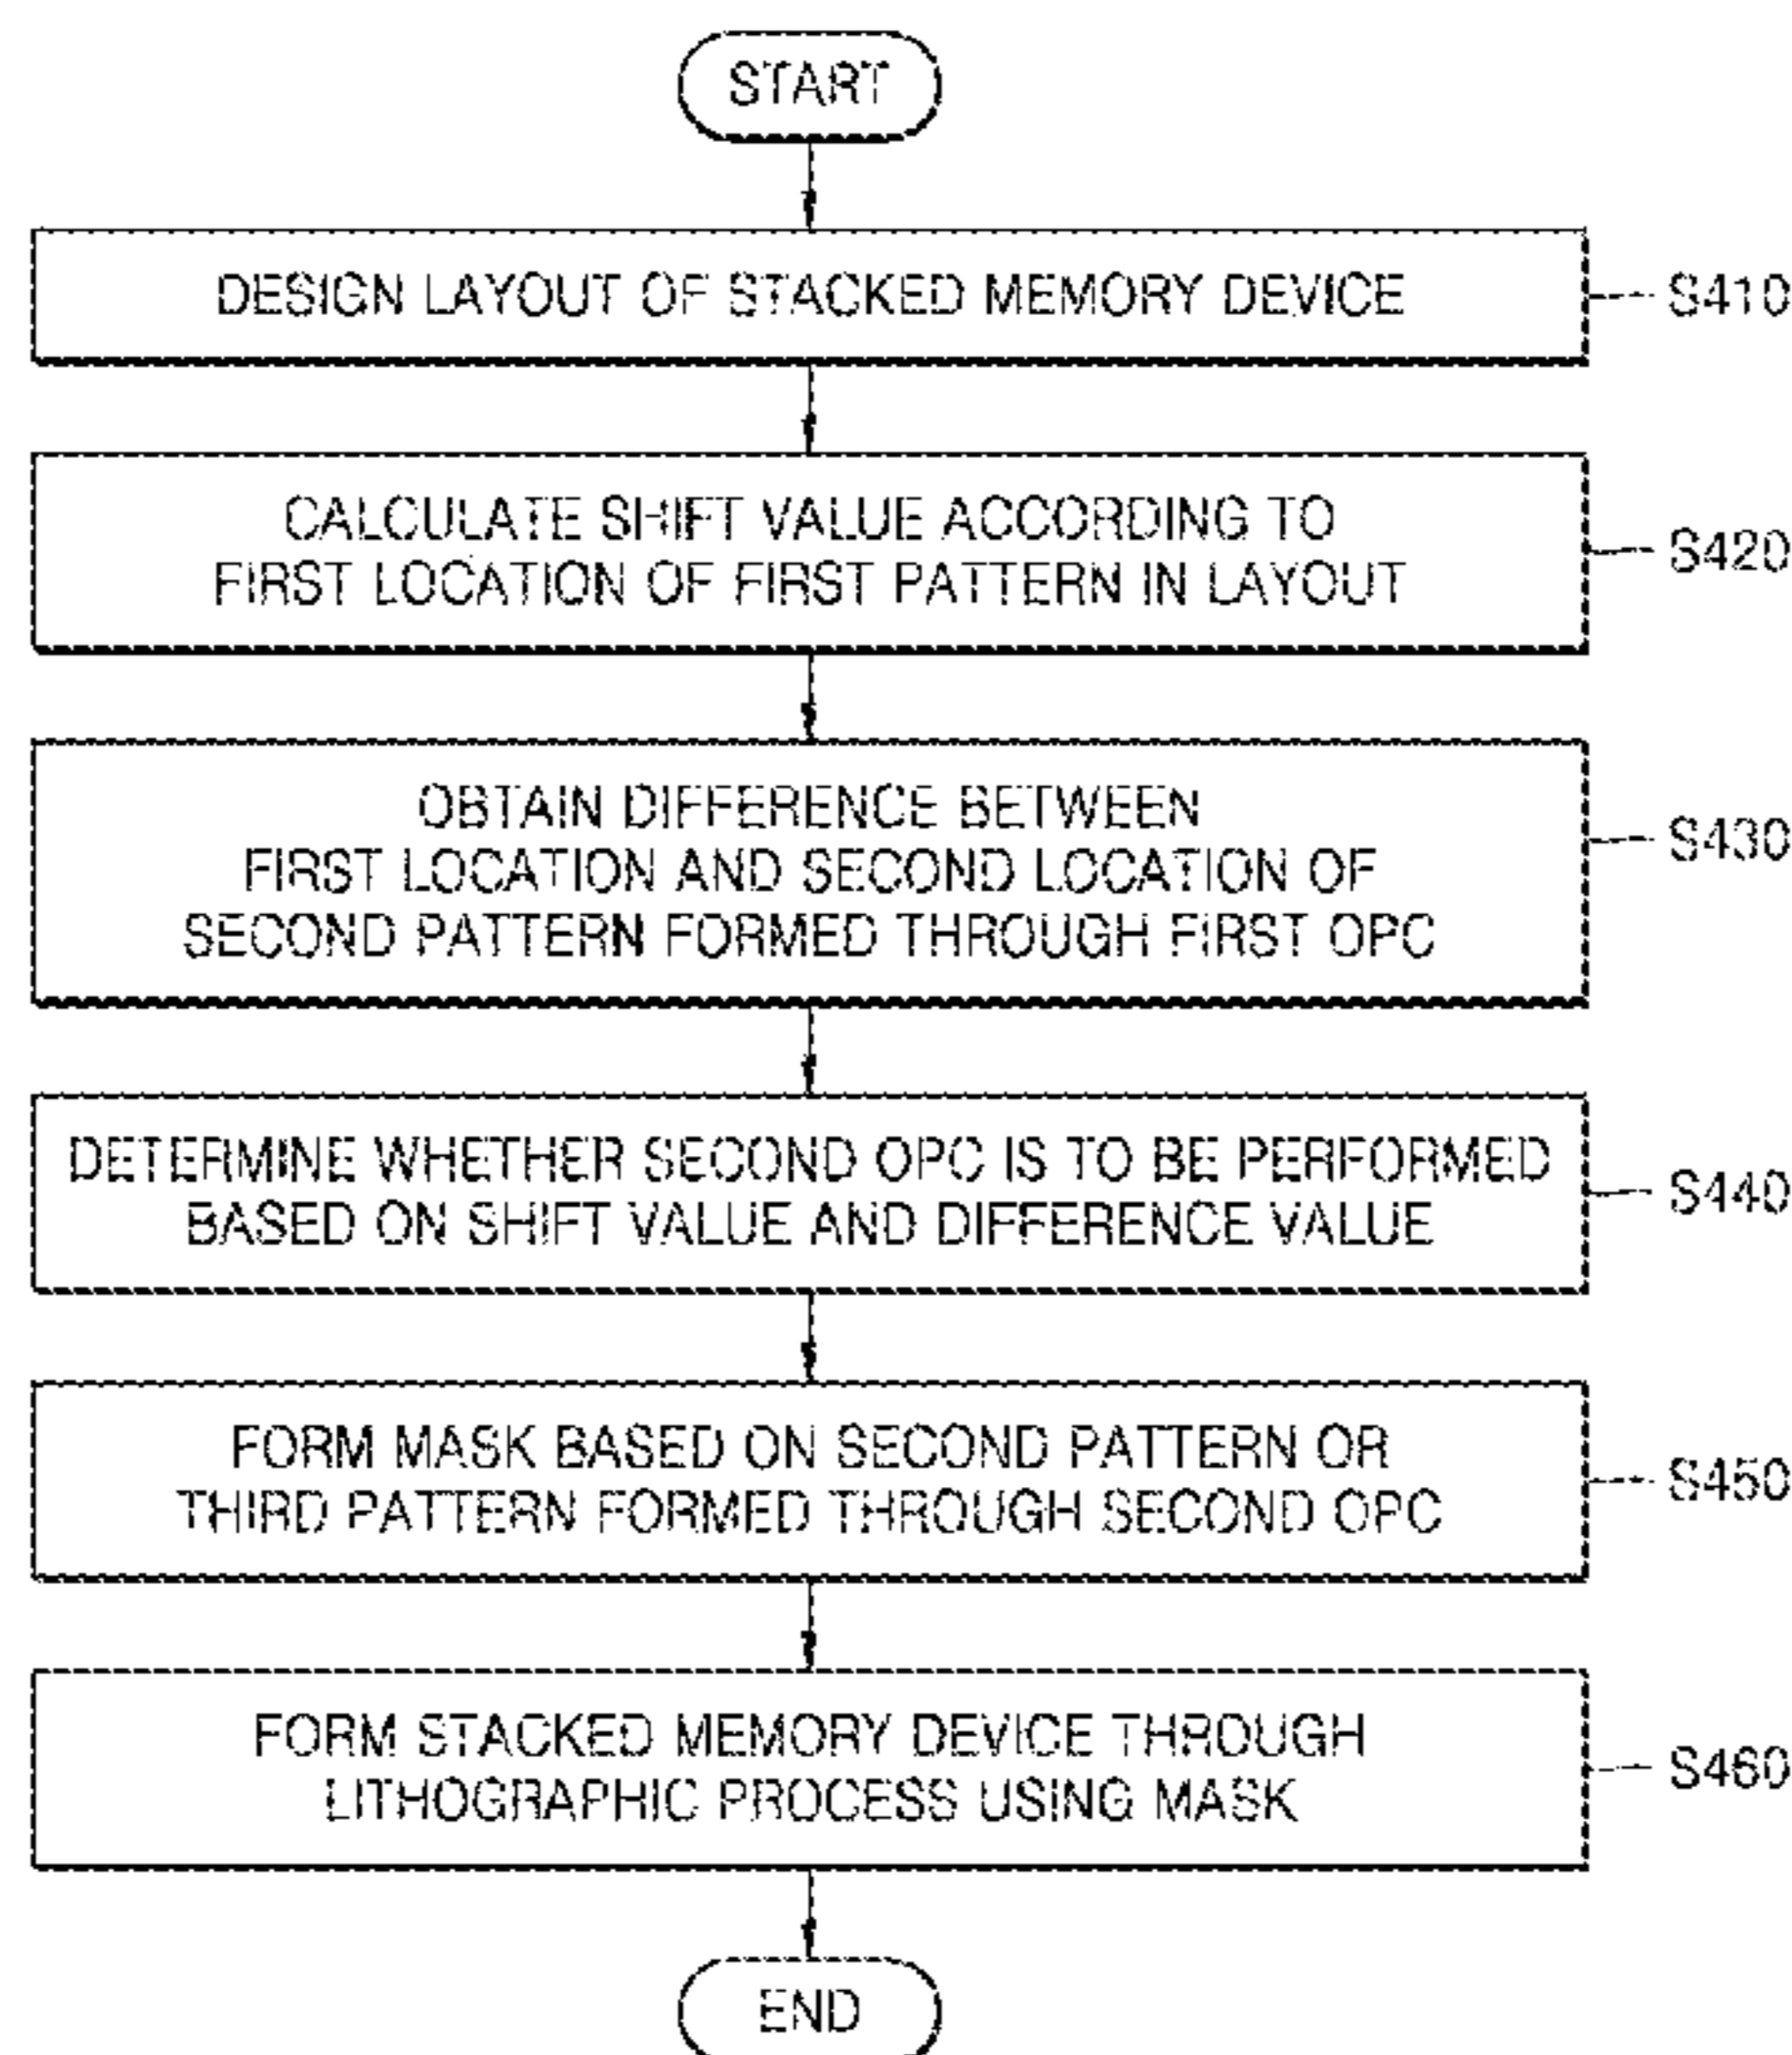 START
DESIGN LAYOUT OF STACKED MEMORY DEVICE
S410
CALCULATE SHIFT VALUE ACCORDING TO
FIRST LOCATION OF FIRST PATTERN IN LAYOUT
S420
OBTAIN DIFFERENCE BETWEEN
FIRST LOCATION AND SECOND LOCATION OF
SECOND PATTERN FORMED THROUGH FIRST OPC
S430
DETERMINE WHETHER SECOND OPC IS TO BE PERFORMED
BASED ON SHIFT VALUE AND DIFFERENCE VALUE
S440
FORM MASK BASED ON SECOND PATTERN OR
THIRD PATTERN FORMED THROUGH SECOND OPC
S450
FORM STACKED MEMORY DEVICE THROUGH
LITHOGRAPHIC PROCESS USING MASK
S460
END